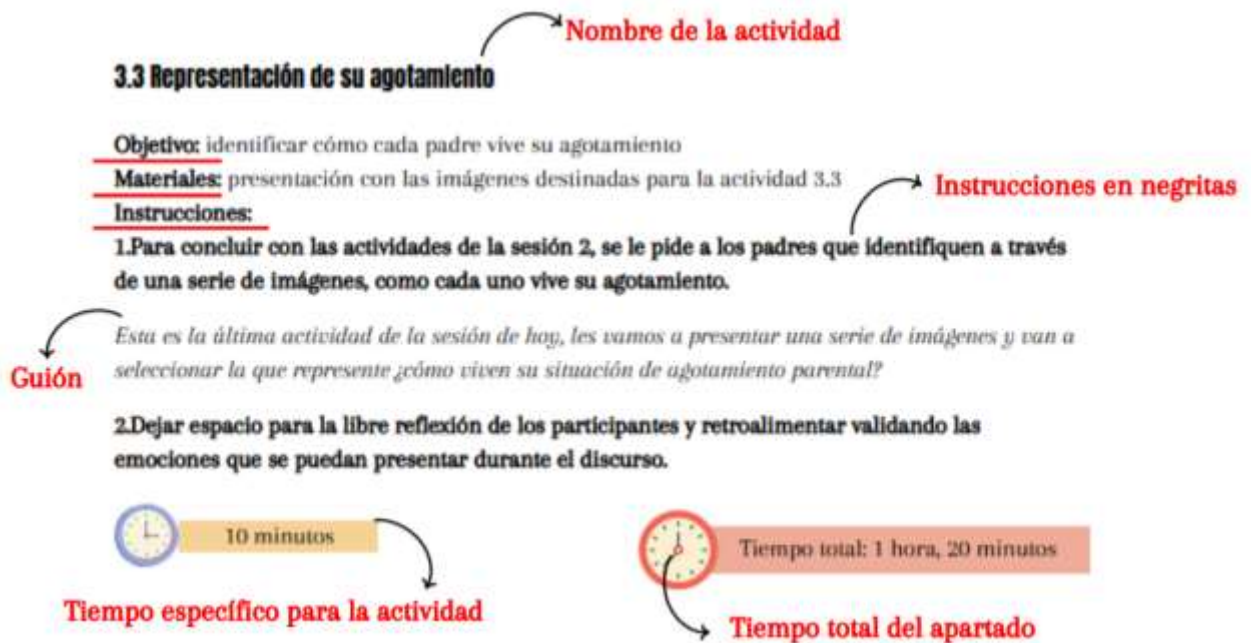 Nombre de la actividad
3.3 Representación de su agotamiento
Objetivo: identificar cómo cada padre vive su agotamiento
Materiales: presentación con las imágenes destinadas para la actividad 3.3
Instrucciones en negritas
Instrucciones:
1.Para concluir con las actividades de la sesión 2, se le pide a los padres que identifiquen a través
de una serie de imágenes, como cada uno vive su agotamiento.
Esta es la última actividad de la sesión de hoy, les vamos a presentar una serie de imágenes y van a
seleccionar la que represente ¿cómo viven su situación de agotamiento parental?
Guión
2.Dejar espacio para la libre reflexión de los participantes y retroalimentar validando las
emociones que se puedan presentar durante el discurso.
10 minutos
Tiempo total: 1 hora, 20 minutos
Tiempo específico para la actividad
Tiempo total del apartado